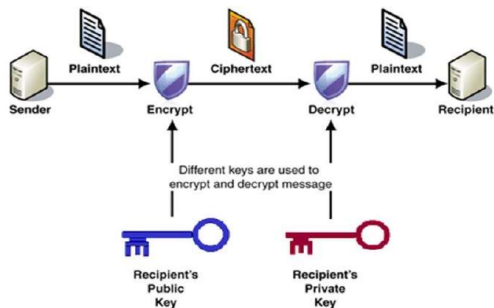 Plaintext
Ciphertext
Plaintext
Sender
Encrypt
Decrypt
Recipient
Different keys are used to
encrypt and decrypt message
Recipient's
Public
Key
Recipient's
Private
Key